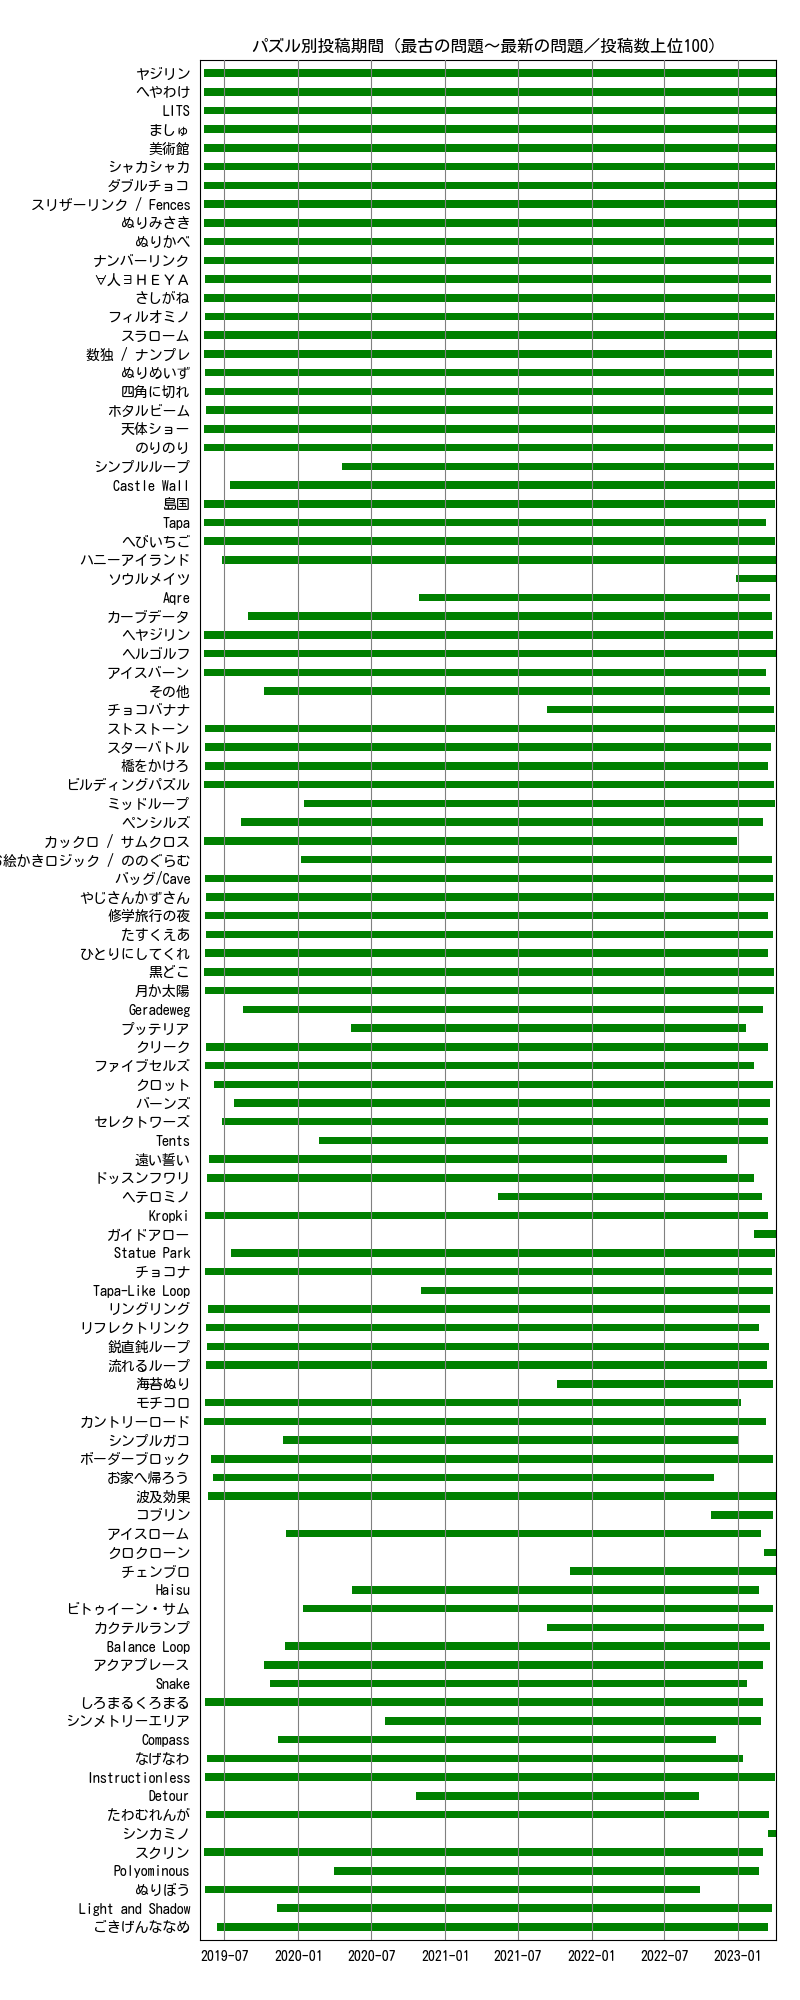 パズル別投稿期間（最古の問題～最新の問題／投稿数上位100）
ヤジリン
へやわけ
LITS
ましゅ
美術館
シャカシャカ
ダブルチョコ
スリザーリンク / Fences
ぬりみさき
ぬりかべ
ナンバーリンク
∀人∃ＨＥＹＡ
さしがね
フィルオミノ
スラローム
数独 / ナンプレ
ぬりめいず
四角に切れ
ホタルビーム
天体ショー
のりのり
シンプルループ
Castle Wall
島国
Tapa
へびいちご
ハニーアイランド
ソウルメイツ
Aqre
カーブデータ
ヘヤジリン
ヘルゴルフ
アイスバーン
その他
チョコバナナ
ストストーン
スターバトル
橋をかけろ
ビルディングパズル
ミッドループ
ペンシルズ
カックロ / サムクロス
絵かきロジック / ののぐらむ
バッグ/Cave
やじさんかずさん
修学旅行の夜
たすくえあ
ひとりにしてくれ
黒どこ
月か太陽
Geradeweg
プッテリア
クリーク
ファイブセルズ
クロット
バーンズ
セレクトワーズ
Tents
遠い誓い
ドッスンフワリ
ヘテロミノ
Kropki
ガイドアロー
Statue Park
チョコナ
Tapa-Like Loop
リングリング
リフレクトリンク
鋭直鈍ループ
流れるループ
海苔ぬり
モチコロ
カントリーロード
シンプルガコ
ボーダーブロック
お家へ帰ろう
波及効果
コブリン
アイスローム
クロクローン
チェンブロ
Haisu
ビトゥイーン・サム
カクテルランプ
Balance Loop
アクアプレース
Snake
しろまるくろまる
シンメトリーエリア
Compass
なげなわ
Instructionless
Detour
たわむれんが
シンカミノ
スクリン
Polyominous
ぬりぼう
Light and Shadow
ごきげんななめ
2019-07 2020-01 2020-07 2021-01 2021-07 2022-01 2022-07 2023-01